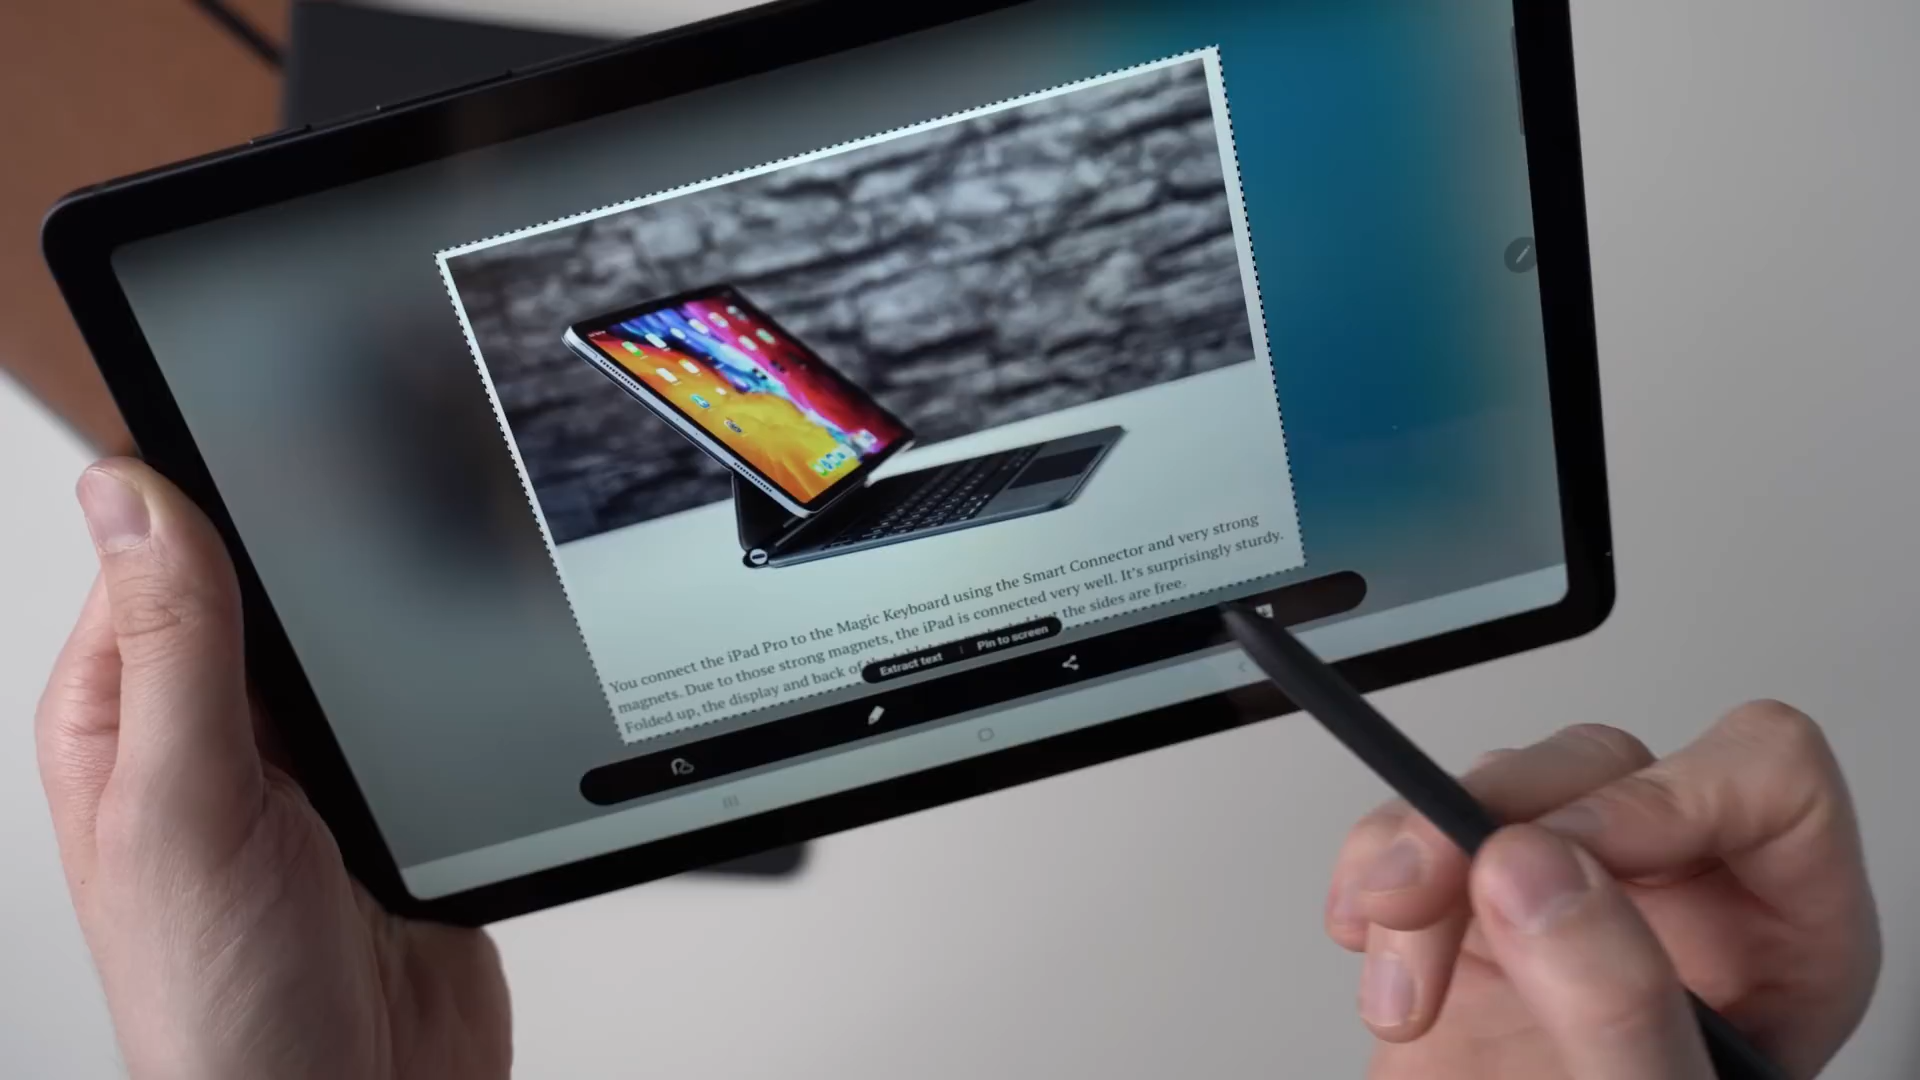 You connect the iPad Pro to the Magic Keyboard using the Smart Connector and very strong
magnets. Due to those strong magnets, the iPad is connected very well. It's surprisingly sturdy.
Folded up, the display and back of the sides are free.
Extract text | Pin to screen